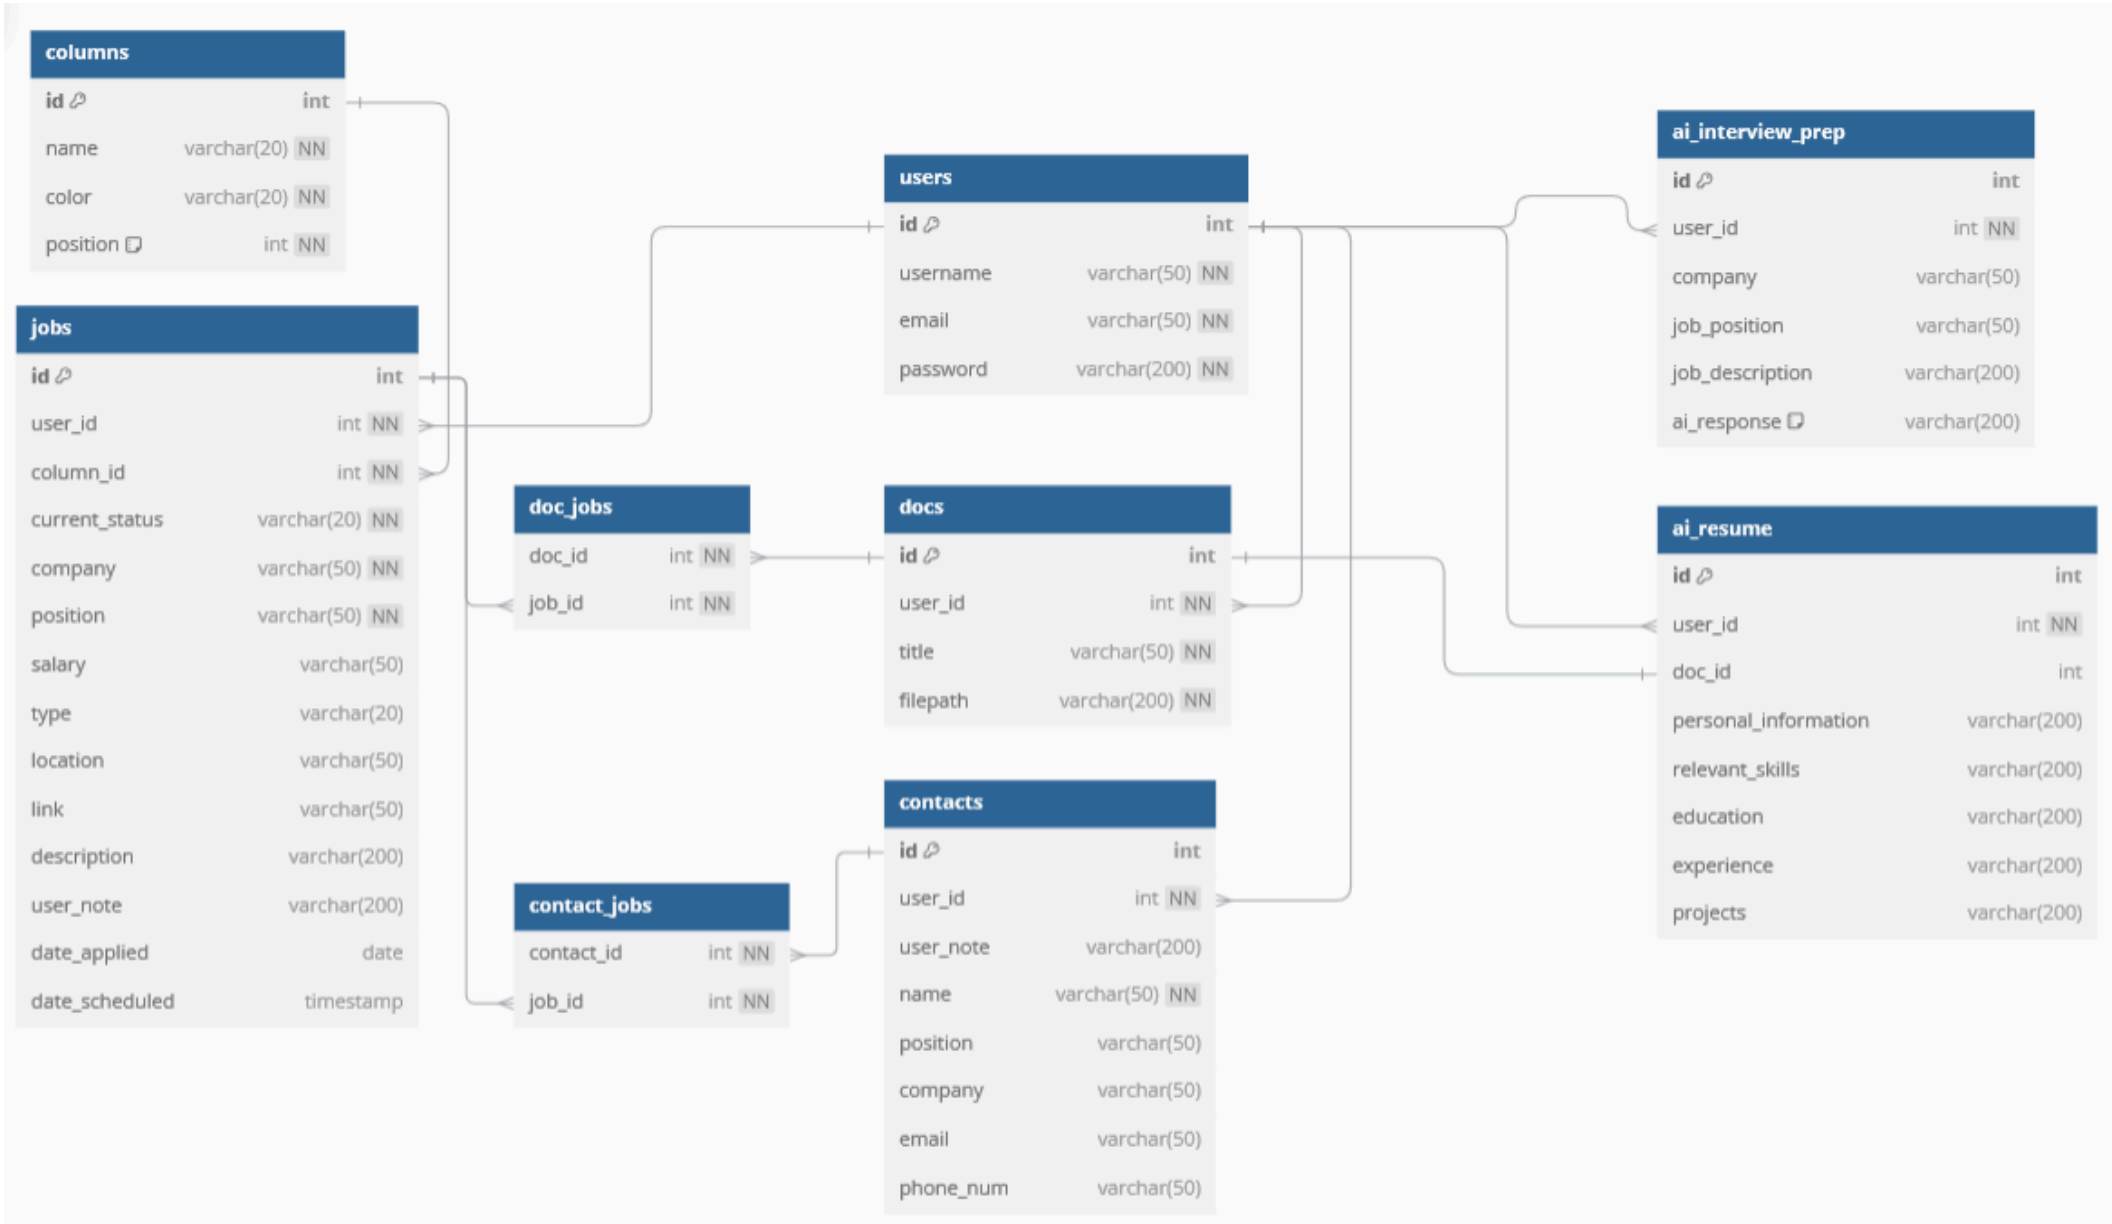 columns
id int
name varchar(20) NN
color varchar(20) NN
position int NN
jobs
id int
user_id int NN
column_id int NN
current_status varchar(20) NN
company varchar(50) NN
position varchar(50) NN
salary varchar(50)
type varchar(20)
location varchar(50)
link varchar(50)
description varchar(200)
user_note varchar(200)
date_applied date
date_scheduled timestamp
doc_jobs
doc_id int NN
job_id int NN
contact_jobs
contact_id int NN
job_id int NN
users
id int
username varchar(50) NN
email varchar(50) NN
password varchar(200) NN
docs
id int
user_id int NN
title varchar(50) NN
filepath varchar(200) NN
contacts
id int
user_id int NN
user_note varchar(200)
name varchar(50) NN
position varchar(50)
company varchar(50)
email varchar(50)
phone_num varchar(50)
ai_interview_prep
id int
user_id int NN
company varchar(50)
job_position varchar(50)
job_description varchar(200)
ai_response varchar(200)
ai_resume
id int
user_id int NN
doc_id int
personal_information varchar(200)
relevant_skills varchar(200)
education varchar(200)
experience varchar(200)
projects varchar(200)